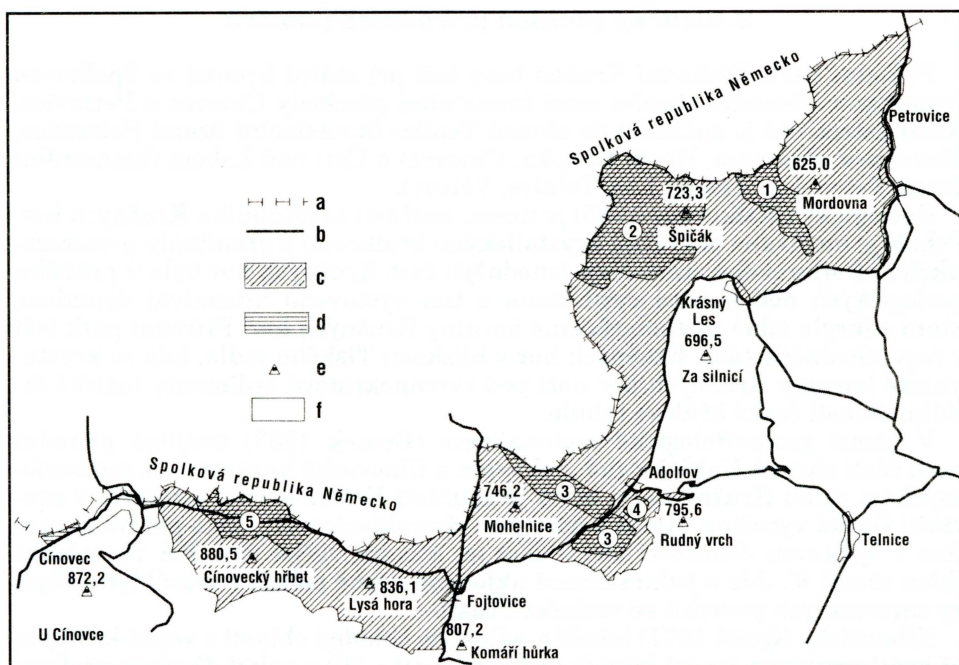 Spolková republika Německo
Petrovice
625,0
Mordovna
1
723,3
Špičák
2
a
b
c
d
e
f
Krásný
Les
696,5
Za silnicí
Spolková republika Německo
Adolfov
746,2
Mohelnice
3
4
795,6
Rudný vrch
3
Telnice
5
Cínovec
872,2
880,5
Cínovecký hřbet
836,1
Lysá hora
Fojtovice
U Cínovce
807,2
Komáří hůrka